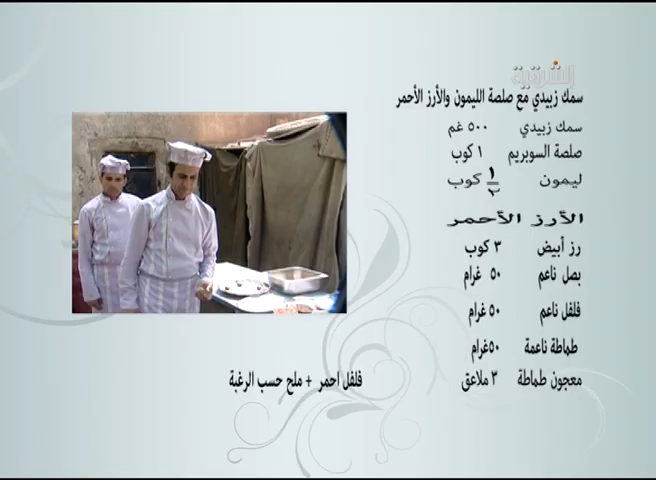 الشرقية
سمك زبيدي مع صلصة الليمون والأرز الأحمر
سمك زبيدي ٥٠٠ غم
صلصة السوبريم ١ كوب
ليمون ١/٢ كوب
الأرز الأحمر
رز أبيض ٣ كوب
بصل ناعم ٥٠ غرام
فلفل ناعم ٥٠ غرام
طماطة ناعمة ٥٠غرام
معجون طماطة ٣ ملاعق
فلفل احمر + ملح حسب الرغبة